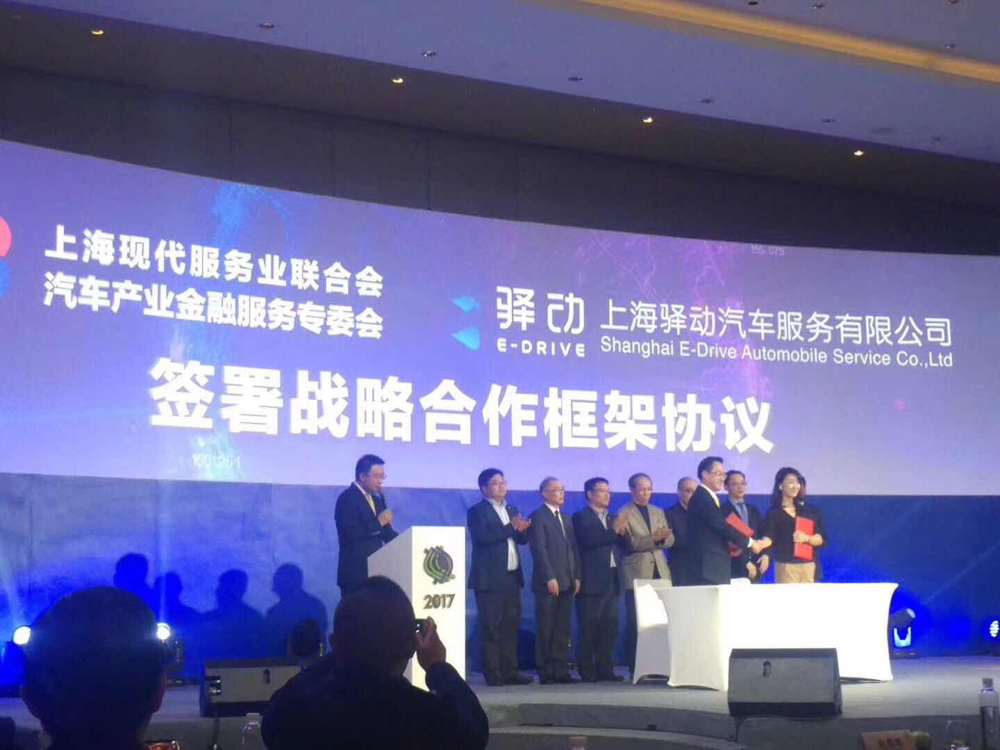 上海现代服务业联合会
汽车产业金融服务专委会
驿动
E-DRIVE
上海驿动汽车服务有限公司
Shanghai E-Drive Automobile Service Co.,Ltd
签署战略合作框架协议
2017